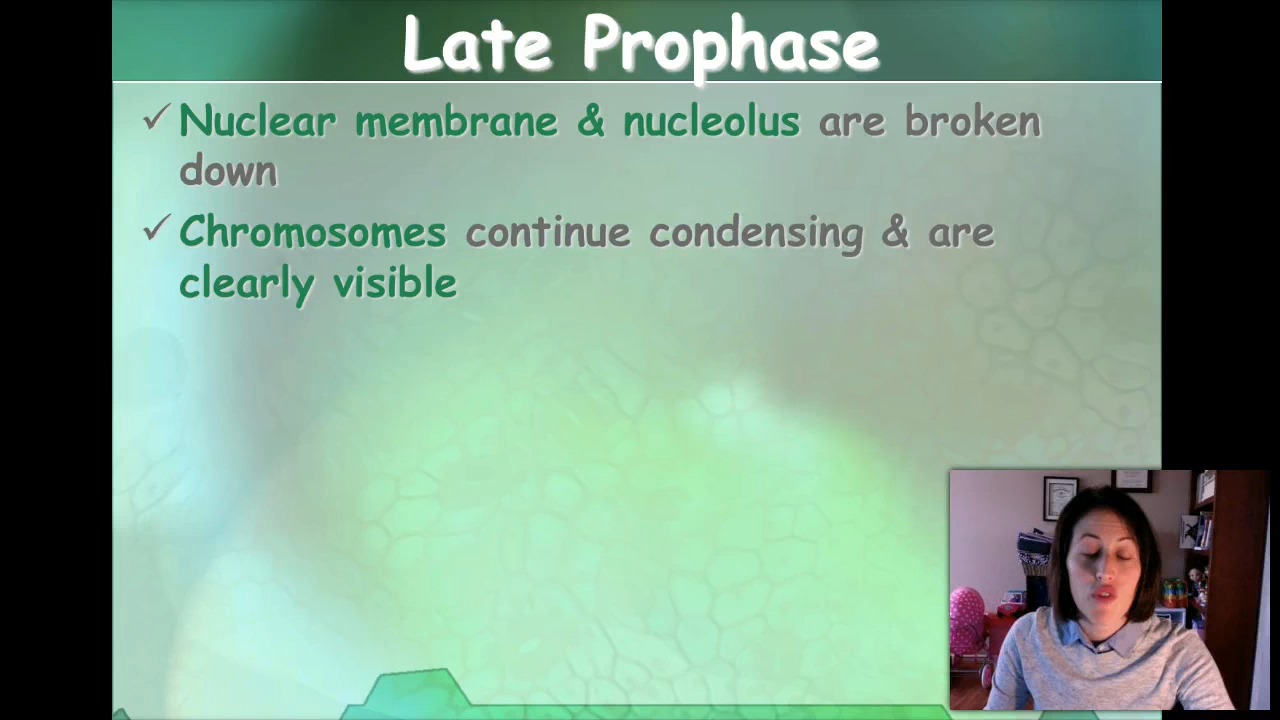 Late Prophase
✓ Nuclear membrane & nucleolus are broken
down
✓ Chromosomes continue condensing & are
clearly visible